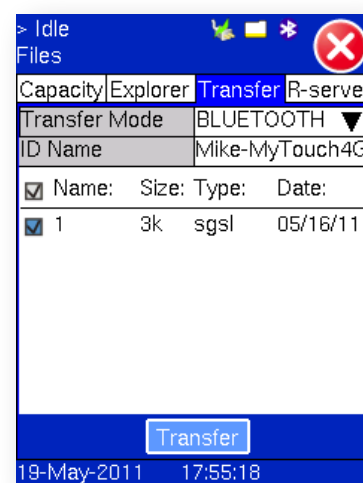 > Idle
Files
Capacity Explorer Transfer R-serve
Transfer Mode BLUETOOTH
ID Name Mike-MyTouch4G
Name: Size: Type: Date:
1 3k sgsl 05/16/11
Transfer
19-May-2011 17:55:18